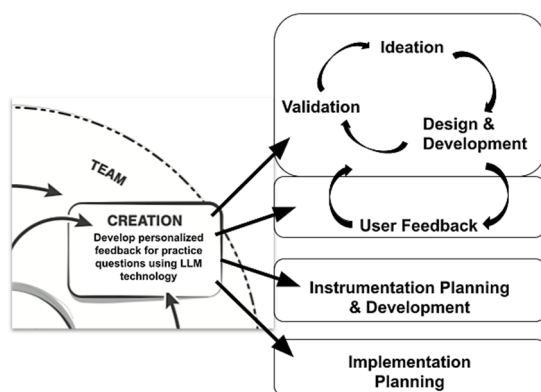 TEAM
CREATION
Develop personalized
feedback for practice
questions using LLM
technology
Ideation
Validation
Design &
Development
User Feedback
Instrumentation Planning
& Development
Implementation
Planning